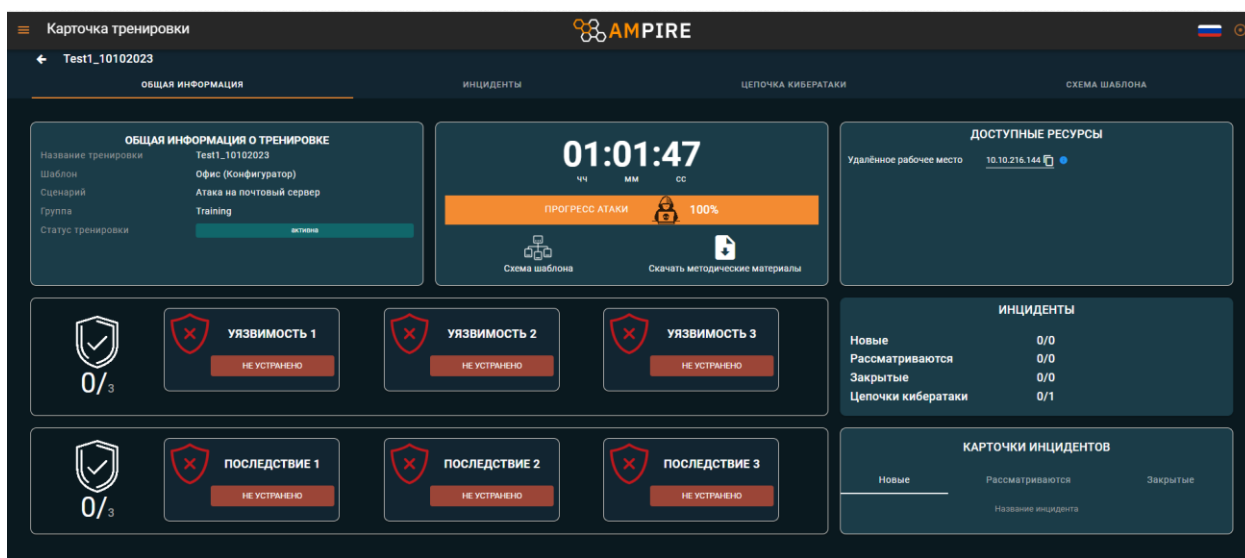 Карточка тренировки
AMPIRE
Test1_10102023
ОБЩАЯ ИНФОРМАЦИЯ
ИНЦИДЕНТЫ
ЦЕПОЧКА КИБЕРАТАКИ
СХЕМА ШАБЛОНА
ОБЩАЯ ИНФОРМАЦИЯ О ТРЕНИРОВКЕ
Название тренировки Test1_10102023
Шаблон Офис (Конфигуратор)
Сценарий Атака на почтовый сервер
Группа Training
Статус тренировки активна
01:01:47
чч мм сс
ПРОГРЕСС АТАКИ 100%
Схема шаблона
Скачать методические материалы
ДОСТУПНЫЕ РЕСУРСЫ
Удалённое рабочее место 10.10.216.144
0/3
УЯЗВИМОСТЬ 1
НЕ УСТРАНЕНО
УЯЗВИМОСТЬ 2
НЕ УСТРАНЕНО
УЯЗВИМОСТЬ 3
НЕ УСТРАНЕНО
ИНЦИДЕНТЫ
Новые 0/0
Рассматриваются 0/0
Закрытые 0/0
Цепочки кибератаки 0/1
0/3
ПОСЛЕДСТВИЕ 1
НЕ УСТРАНЕНО
ПОСЛЕДСТВИЕ 2
НЕ УСТРАНЕНО
ПОСЛЕДСТВИЕ 3
НЕ УСТРАНЕНО
КАРТОЧКИ ИНЦИДЕНТОВ
Новые Рассматриваются Закрытые
Название инцидента